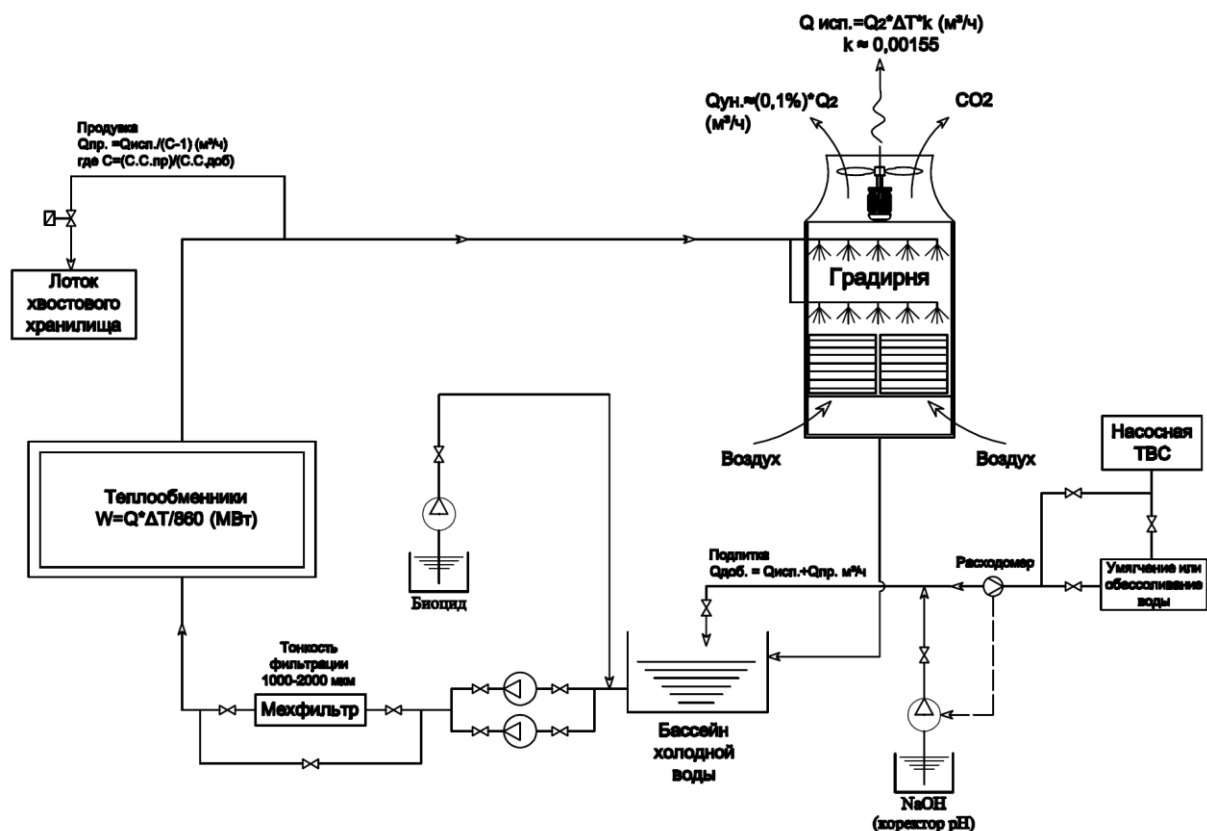 Q исп.=Q₂*ΔT*k (м³/ч)
k ≈ 0,00155
Qун.≈(0,1%)*Q₂
(м³/ч)
CO2
Продувка
Qпр. =Qисп./(C-1) (м³/ч)
где C=(С.С.пр)/(С.С.доб)
Лоток
хвостового
хранилища
Градирня
Воздух
Воздух
Насосная
ТВС
Теплообменники
W=Q*ΔT/860 (МВт)
Биоцид
Подпитка
Qдоб. = Qисп.+Qпр. м³/ч
Расходомер
Умягчение или
обессоливание
воды
Тонкость
фильтрации
1000-2000 мкм
Мехфильтр
Бассейн
холодной
воды
NaOH
(коректор pH)